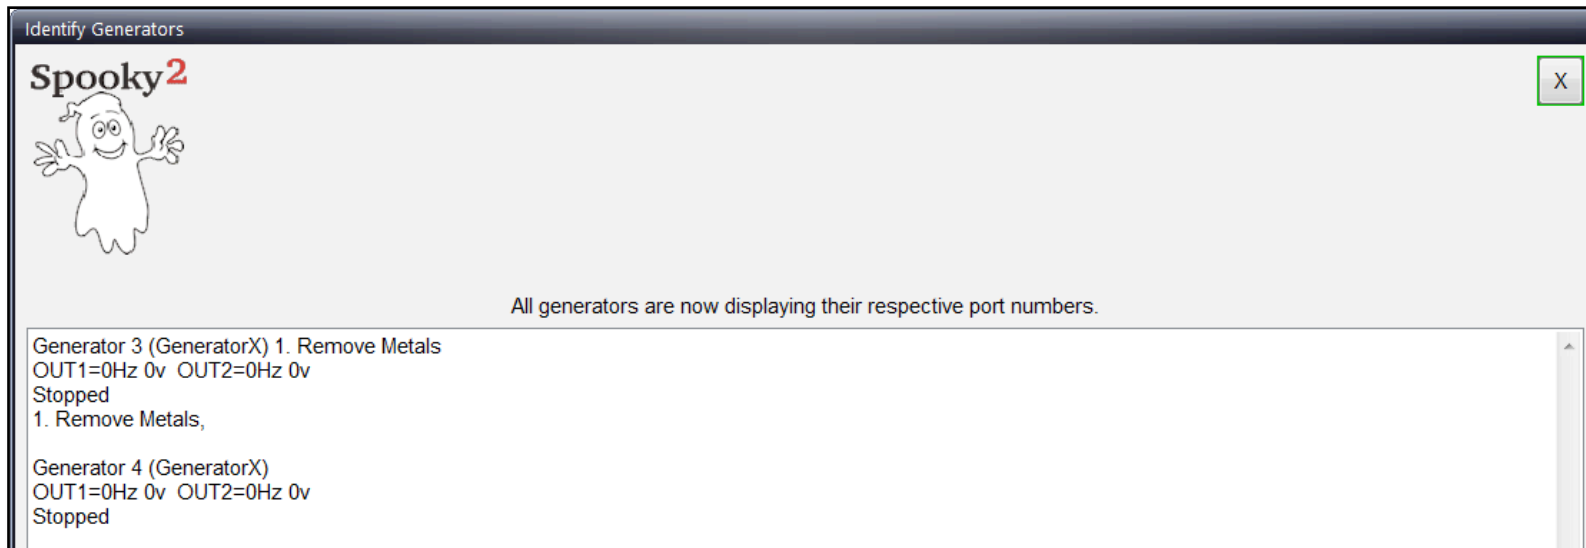 Identify Generators
Spooky2
X
All generators are now displaying their respective port numbers.
Generator 3 (GeneratorX) 1. Remove Metals
OUT1=0Hz 0v  OUT2=0Hz 0v
Stopped
1. Remove Metals,
Generator 4 (GeneratorX)
OUT1=0Hz 0v  OUT2=0Hz 0v
Stopped